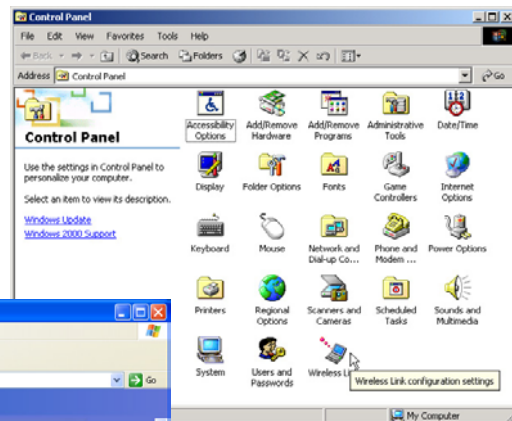 Control Panel
File Edit View Favorites Tools Help
Back Search Folders
Address Control Panel Go
Control Panel
Use the settings in Control Panel to
personalize your computer.
Select an item to view its description.
Windows Update
Windows 2000 Support
Accessibility
Options
Add/Remove
Hardware
Add/Remove
Programs
Administrative
Tools
Date/Time
Display
Folder Options
Fonts
Game
Controllers
Internet
Options
Keyboard
Mouse
Network and
Dial-up Co...
Phone and
Modem ...
Power Options
Printers
Regional
Options
Scanners and
Cameras
Scheduled
Tasks
Sounds and
Multimedia
System
Users and
Passwords
Wireless
Wireless Link configuration settings
My Computer
Go